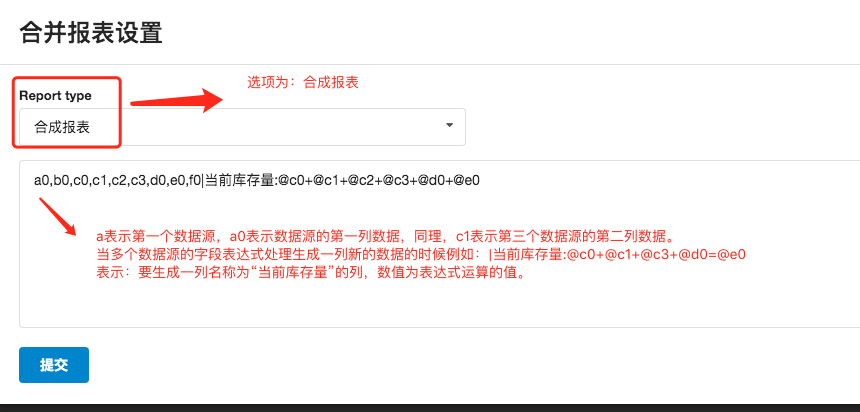 合并报表设置
选项为：合成报表
Report type
合成报表
a0,b0,c0,c1,c2,c3,d0,e0,f0|当前库存量:@c0+@c1+@c2+@c3+@d0+@e0
a表示第一个数据源，a0表示数据源的第一列数据，同理，c1表示第三个数据源的第二列数据。
当多个数据源的字段表达式处理生成一列新的数据的时候例如：|当前库存量:@c0+@c1+@c3+@d0=@e0
表示：要生成一列名称为“当前库存量”的列，数值为表达式运算的值。
提交